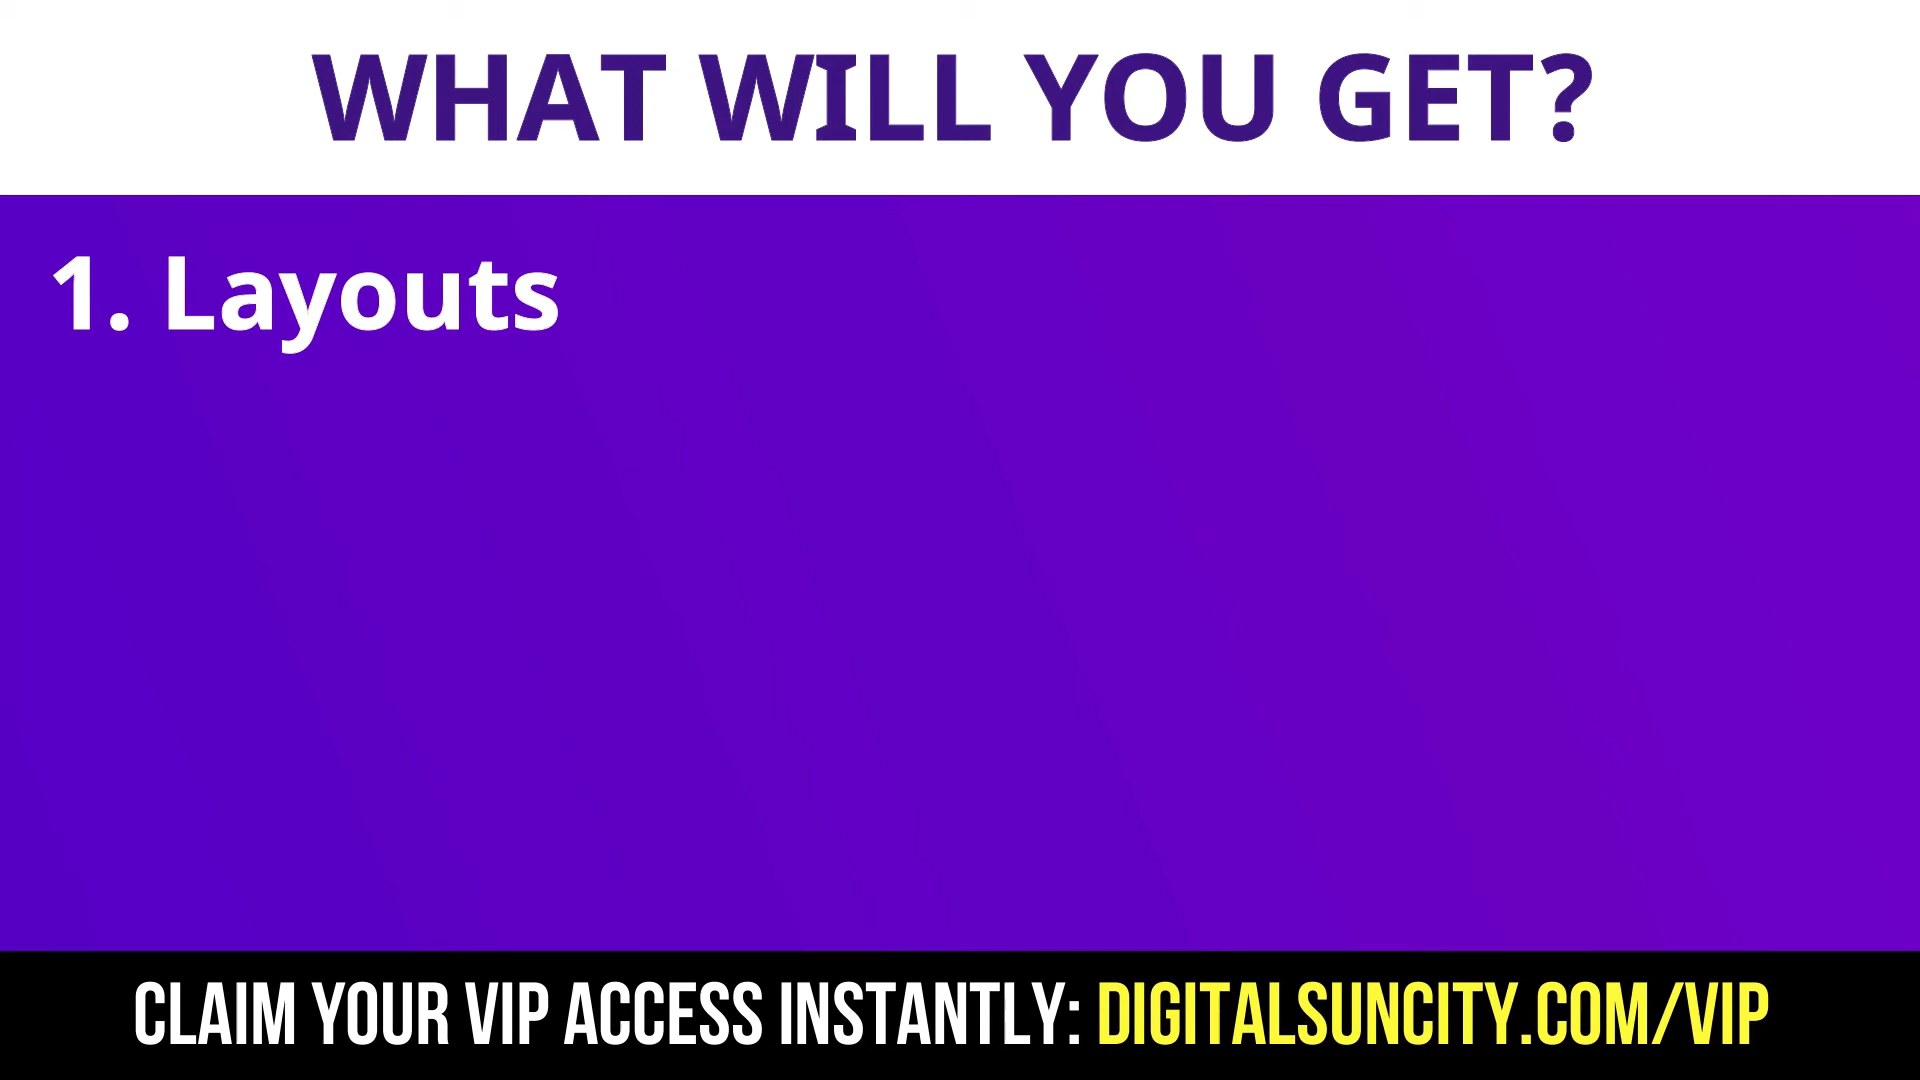 WHAT WILL YOU GET?
1. Layouts
CLAIM YOUR VIP ACCESS INSTANTLY: DIGITALSUNCITY.COM/VIP